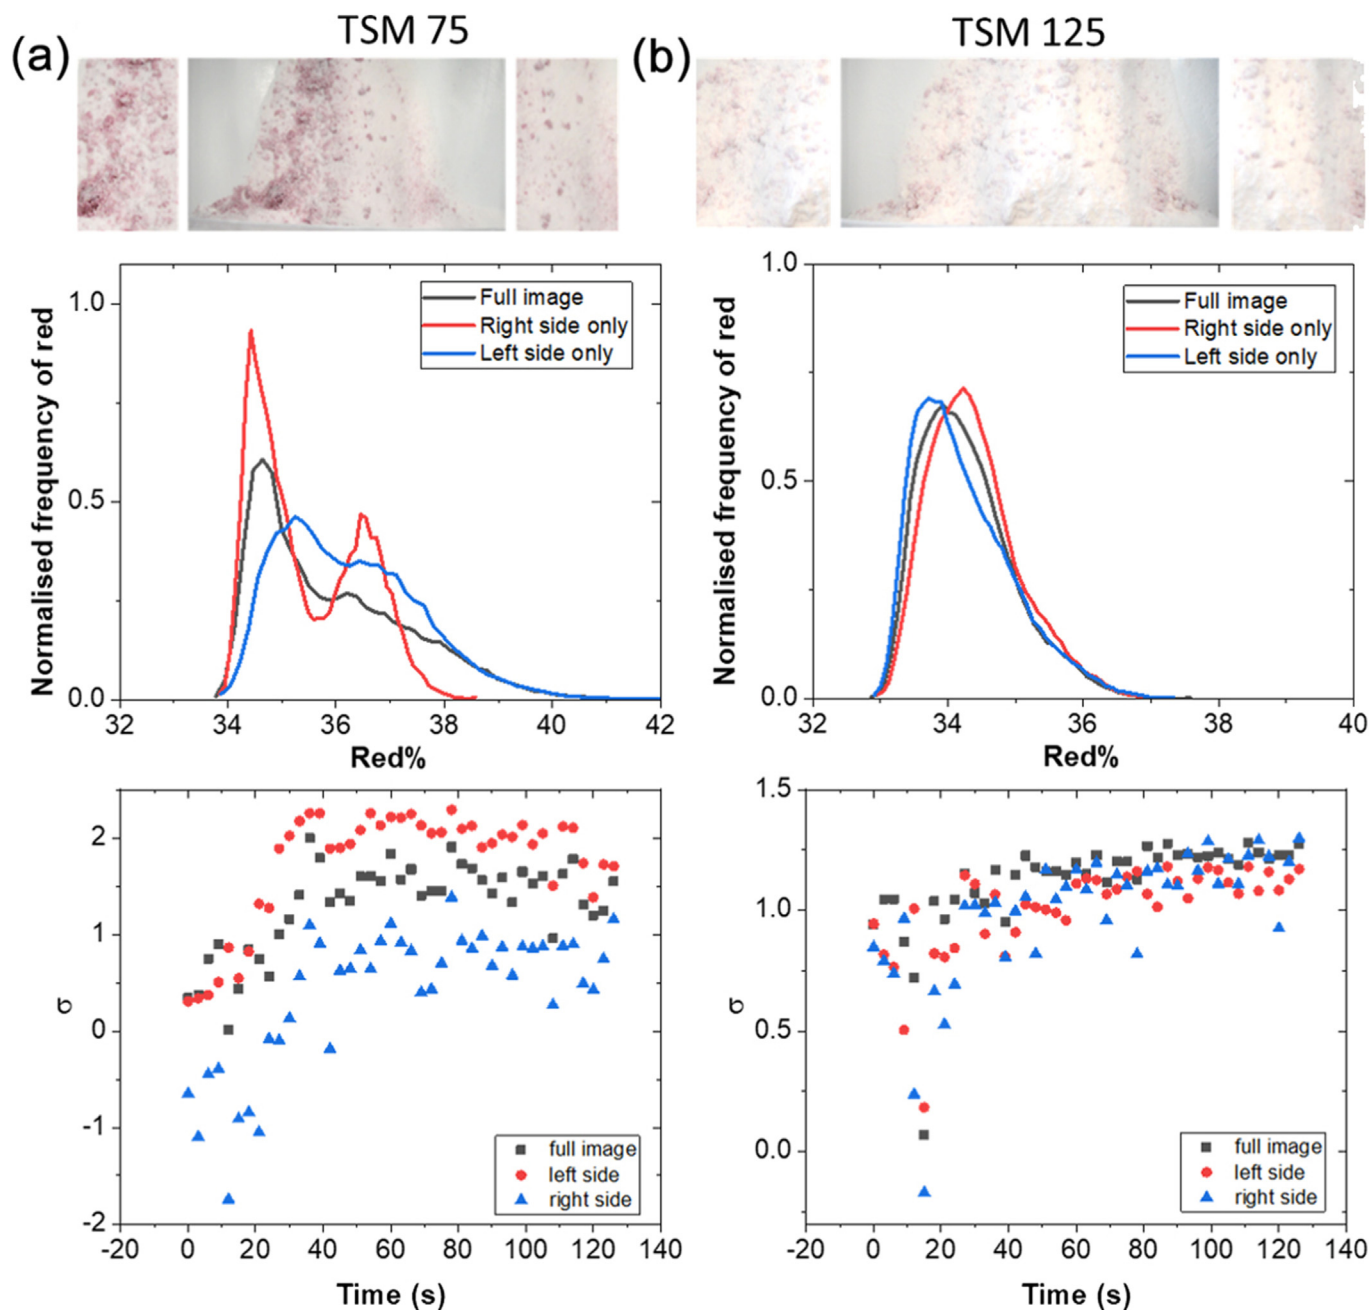 (a)
TSM 75
(b)
TSM 125
Normalised frequency of red
1.0
0.5
0.0
Full image
Right side only
Left side only
32
34
36
38
40
42
Red%
Normalised frequency of red
1.0
0.5
0.0
Full image
Right side only
Left side only
32
34
36
38
40
Red%
σ
2
1
0
-1
-2
full image
left side
right side
-20
0
20
40
60
80
100
120
140
Time (s)
σ
1.5
1.0
0.5
0.0
full image
left side
right side
-20
0
20
40
60
80
100
120
140
Time (s)